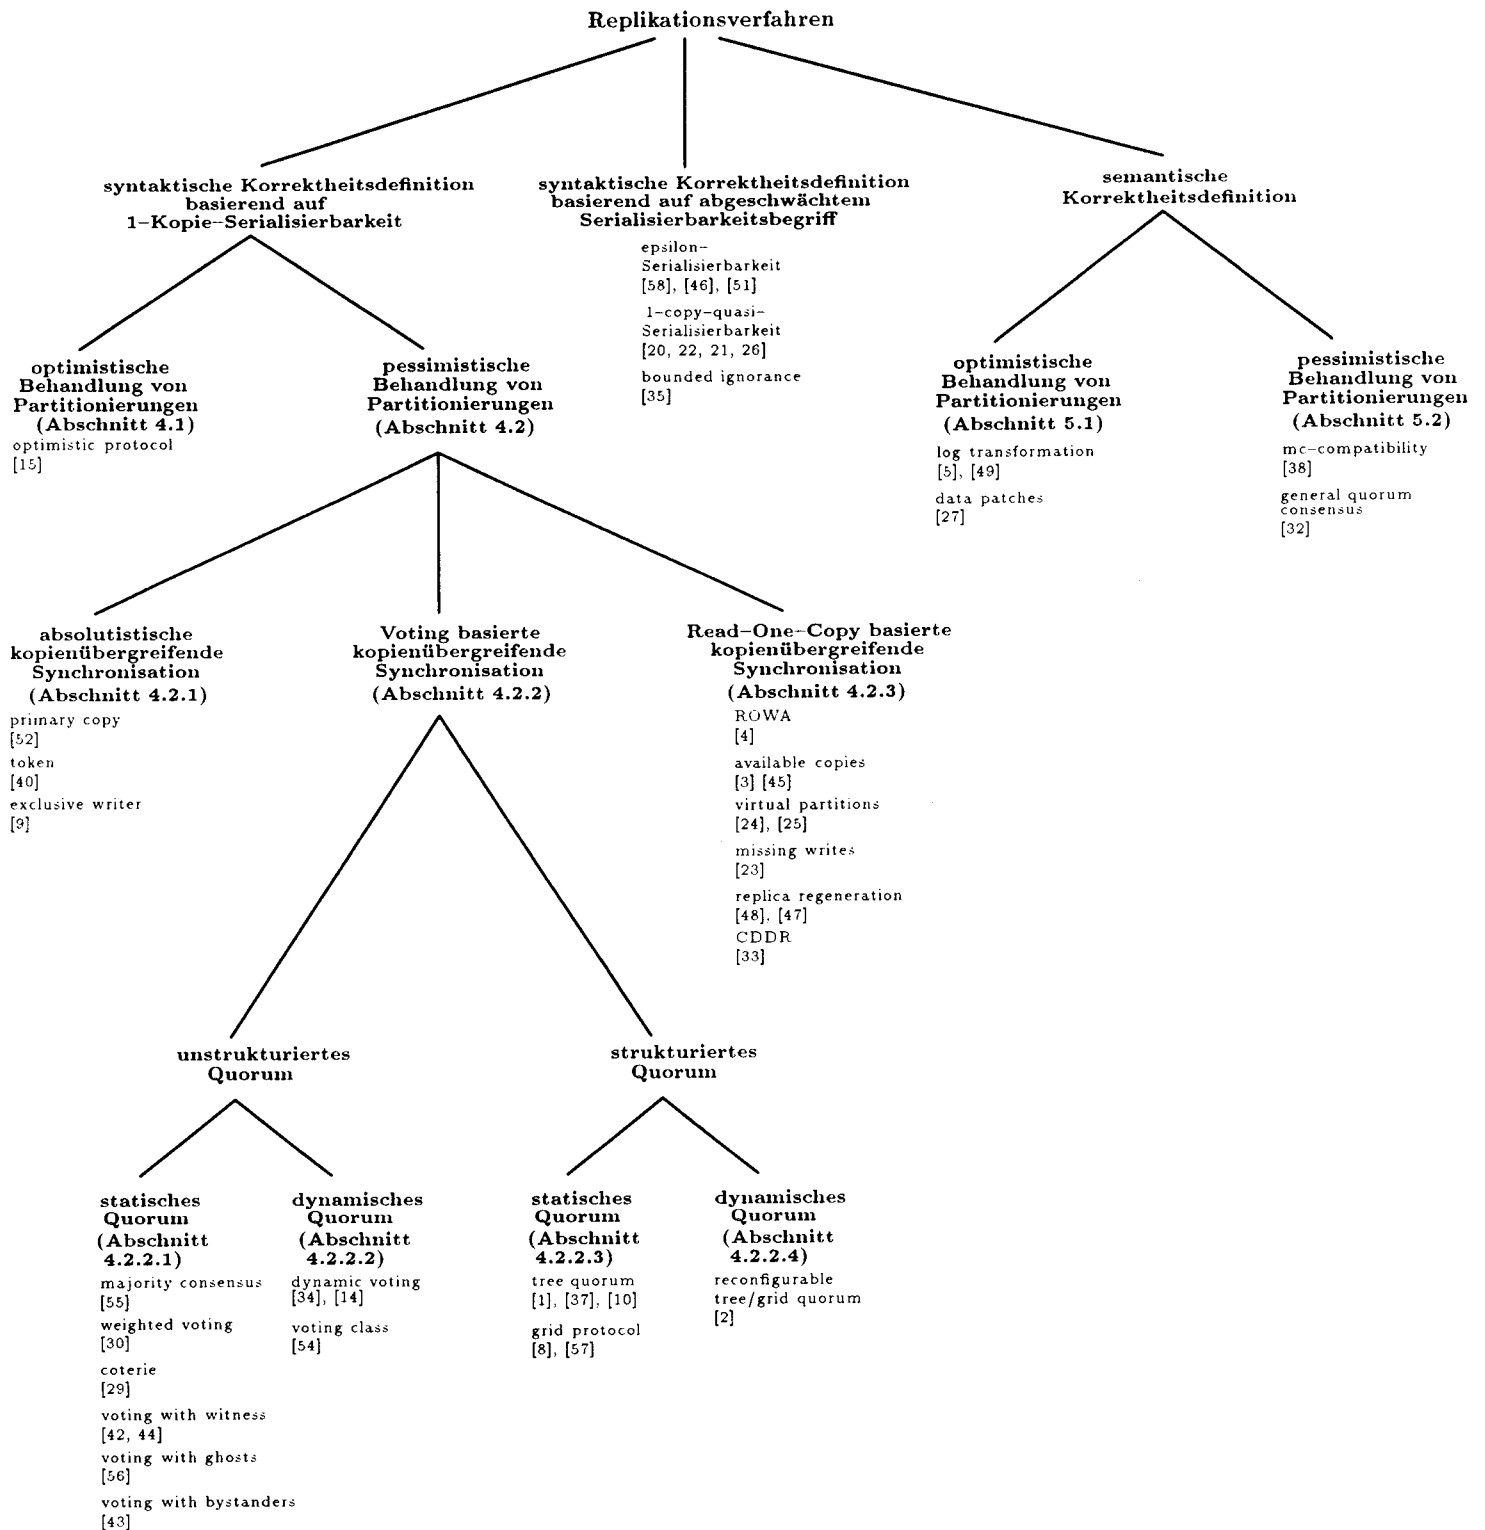 Replikationsverfahren
syntaktische Korrektheitsdefinition
basierend auf
1-Kopie-Serialisierbarkeit
syntaktische Korrektheitsdefinition
basierend auf abgeschwächtem
Serialisierbarkeitsbegriff
epsilon-
Serialisierbarkeit
[58], [46], [51]
1-copy-quasi-
Serialisierbarkeit
[20, 22, 21, 26]
bounded ignorance
[35]
semantische
Korrektheitsdefinition
optimistische
Behandlung von
Partitionierungen
(Abschnitt 4.1)
optimistic protocol
[15]
pessimistische
Behandlung von
Partitionierungen
(Abschnitt 4.2)
optimistische
Behandlung von
Partitionierungen
(Abschnitt 5.1)
log transformation
[5], [49]
data patches
[27]
pessimistische
Behandlung von
Partitionierungen
(Abschnitt 5.2)
mc-compatibility
[38]
general quorum
consensus
[32]
absolutistische
kopienübergreifende
Synchronisation
(Abschnitt 4.2.1)
primary copy
[52]
token
[40]
exclusive writer
[9]
Voting basierte
kopienübergreifende
Synchronisation
(Abschnitt 4.2.2)
Read-One-Copy basierte
kopienübergreifende
Synchronisation
(Abschnitt 4.2.3)
ROWA
[4]
available copies
[3] [45]
virtual partitions
[24], [25]
missing writes
[23]
replica regeneration
[48], [47]
CDDR
[33]
unstrukturiertes
Quorum
strukturiertes
Quorum
statisches
Quorum
(Abschnitt
4.2.2.1)
majority consensus
[55]
weighted voting
[30]
coterie
[29]
voting with witness
[42, 44]
voting with ghosts
[56]
voting with bystanders
[43]
dynamisches
Quorum
(Abschnitt
4.2.2.2)
dynamic voting
[34], [14]
voting class
[54]
statisches
Quorum
(Abschnitt
4.2.2.3)
tree quorum
[1], [37], [10]
grid protocol
[8], [57]
dynamisches
Quorum
(Abschnitt
4.2.2.4)
reconfigurable
tree/grid quorum
[2]